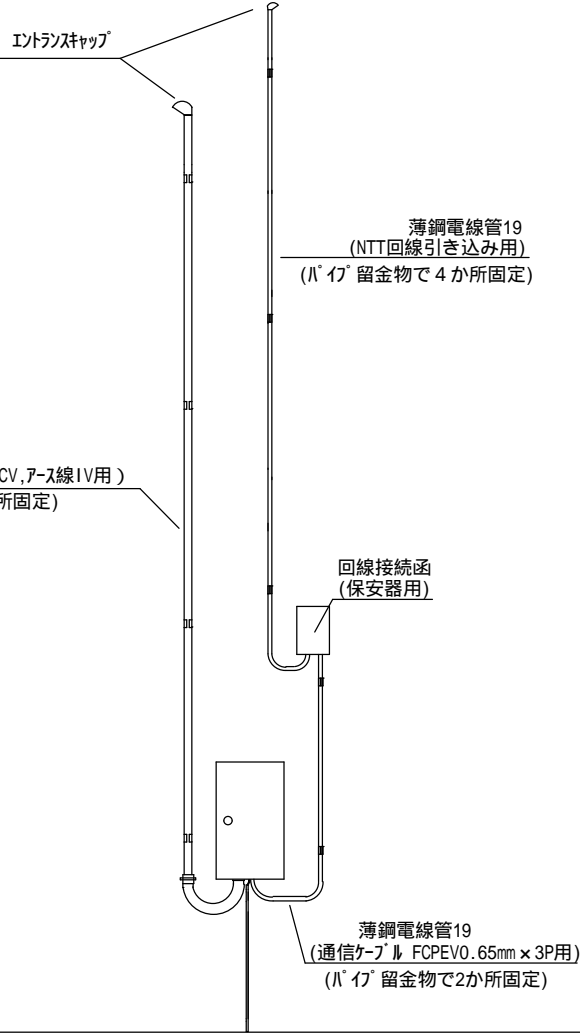 ｴﾝﾄﾗﾝｽｷｬｯﾌﾟ
薄鋼電線管19
(NTT回線引き込み用)
(ﾊﾟｲﾌﾟ留金物で４か所固定)
CV,ｱｰｽ線IV用）
所固定)
回線接続函
(保安器用)
薄鋼電線管19
(通信ｹｰﾌﾞﾙ FCPEV0.65mm×3P用)
(ﾊﾟｲﾌﾟ留金物で2か所固定)